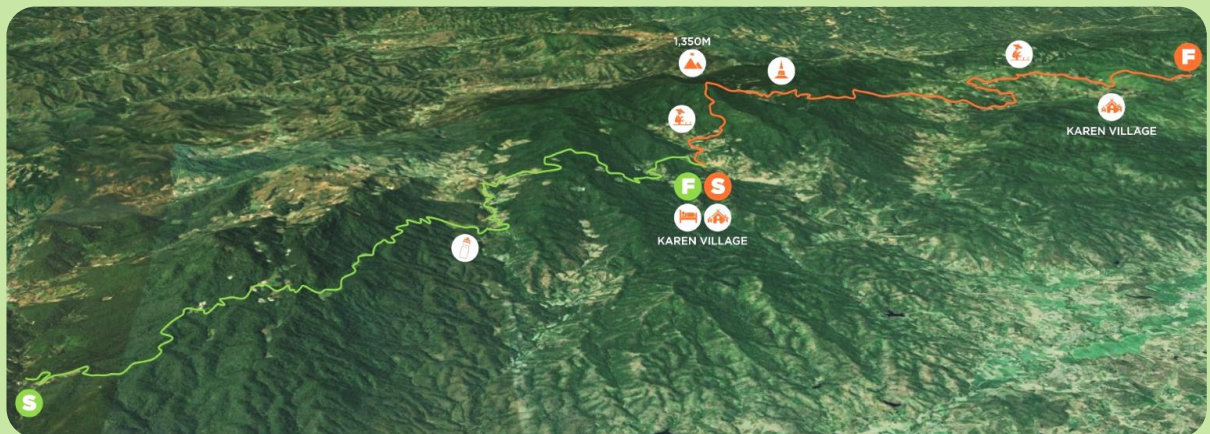 1,350M
F
KAREN VILLAGE
F S
KAREN VILLAGE
S